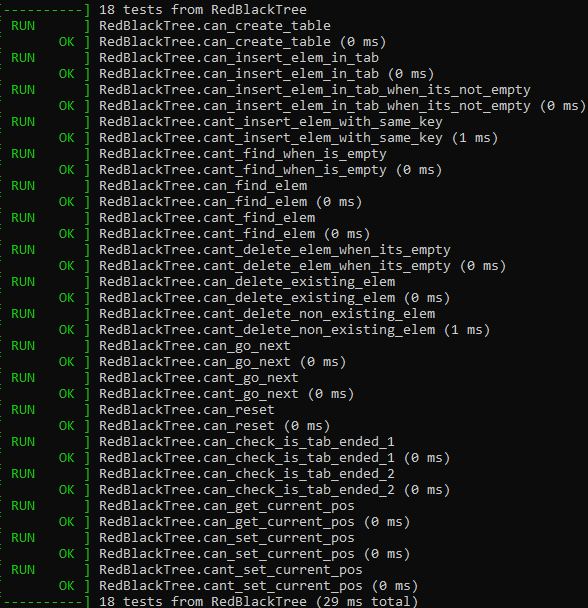 ----------] 18 tests from RedBlackTree
RUN      ] RedBlackTree.can_create_table
      OK ] RedBlackTree.can_create_table (0 ms)
RUN      ] RedBlackTree.can_insert_elem_in_tab
      OK ] RedBlackTree.can_insert_elem_in_tab (0 ms)
RUN      ] RedBlackTree.can_insert_elem_in_tab_when_its_not_empty
      OK ] RedBlackTree.can_insert_elem_in_tab_when_its_not_empty (0 ms)
RUN      ] RedBlackTree.cant_insert_elem_with_same_key
      OK ] RedBlackTree.cant_insert_elem_with_same_key (1 ms)
RUN      ] RedBlackTree.cant_find_when_is_empty
      OK ] RedBlackTree.cant_find_when_is_empty (0 ms)
RUN      ] RedBlackTree.can_find_elem
      OK ] RedBlackTree.can_find_elem (0 ms)
RUN      ] RedBlackTree.cant_find_elem
      OK ] RedBlackTree.cant_find_elem (0 ms)
RUN      ] RedBlackTree.cant_delete_elem_when_its_empty
      OK ] RedBlackTree.cant_delete_elem_when_its_empty (0 ms)
RUN      ] RedBlackTree.can_delete_existing_elem
      OK ] RedBlackTree.can_delete_existing_elem (0 ms)
RUN      ] RedBlackTree.cant_delete_non_existing_elem
      OK ] RedBlackTree.cant_delete_non_existing_elem (1 ms)
RUN      ] RedBlackTree.can_go_next
      OK ] RedBlackTree.can_go_next (0 ms)
RUN      ] RedBlackTree.cant_go_next
      OK ] RedBlackTree.cant_go_next (0 ms)
RUN      ] RedBlackTree.can_reset
      OK ] RedBlackTree.can_reset (0 ms)
RUN      ] RedBlackTree.can_check_is_tab_ended_1
      OK ] RedBlackTree.can_check_is_tab_ended_1 (0 ms)
RUN      ] RedBlackTree.can_check_is_tab_ended_2
      OK ] RedBlackTree.can_check_is_tab_ended_2 (0 ms)
RUN      ] RedBlackTree.can_get_current_pos
      OK ] RedBlackTree.can_get_current_pos (0 ms)
RUN      ] RedBlackTree.can_set_current_pos
      OK ] RedBlackTree.can_set_current_pos (0 ms)
RUN      ] RedBlackTree.cant_set_current_pos
      OK ] RedBlackTree.cant_set_current_pos (0 ms)
----------] 18 tests from RedBlackTree (29 ms total)